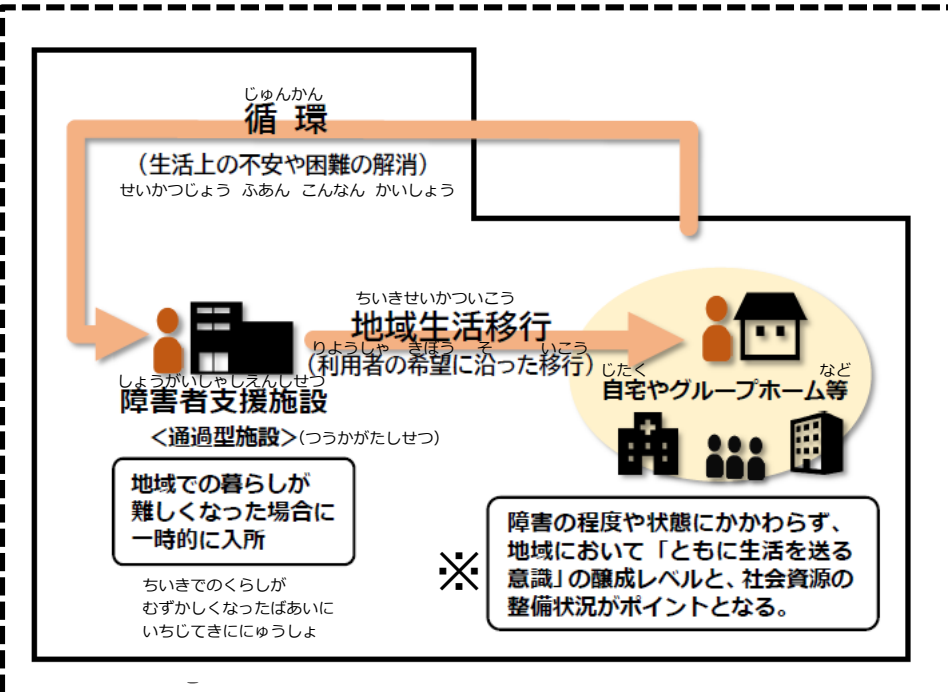 じゅんかん
循 環
(生活上の不安や困難の解消)
せいかつじょう ふあん こんなん かいしょう
ちいきせいかついこう
地域生活移行
りようしゃ きぼう そ いこう
(利用者の希望に沿った移行)
しょうがいしゃしえんしせつ
障害者支援施設
<通過型施設>(つうかがたしせつ)
じたく など
自宅やグループホーム等
地域での暮らしが
難しくなった場合に
一時的に入所
ちいきでのくらしが
むずかしくなったばあいに
いちじてきににゅうしょ
※
障害の程度や状態にかかわらず、
地域において「ともに生活を送る
意識」の醸成レベルと、社会資源の
整備状況がポイントとなる。